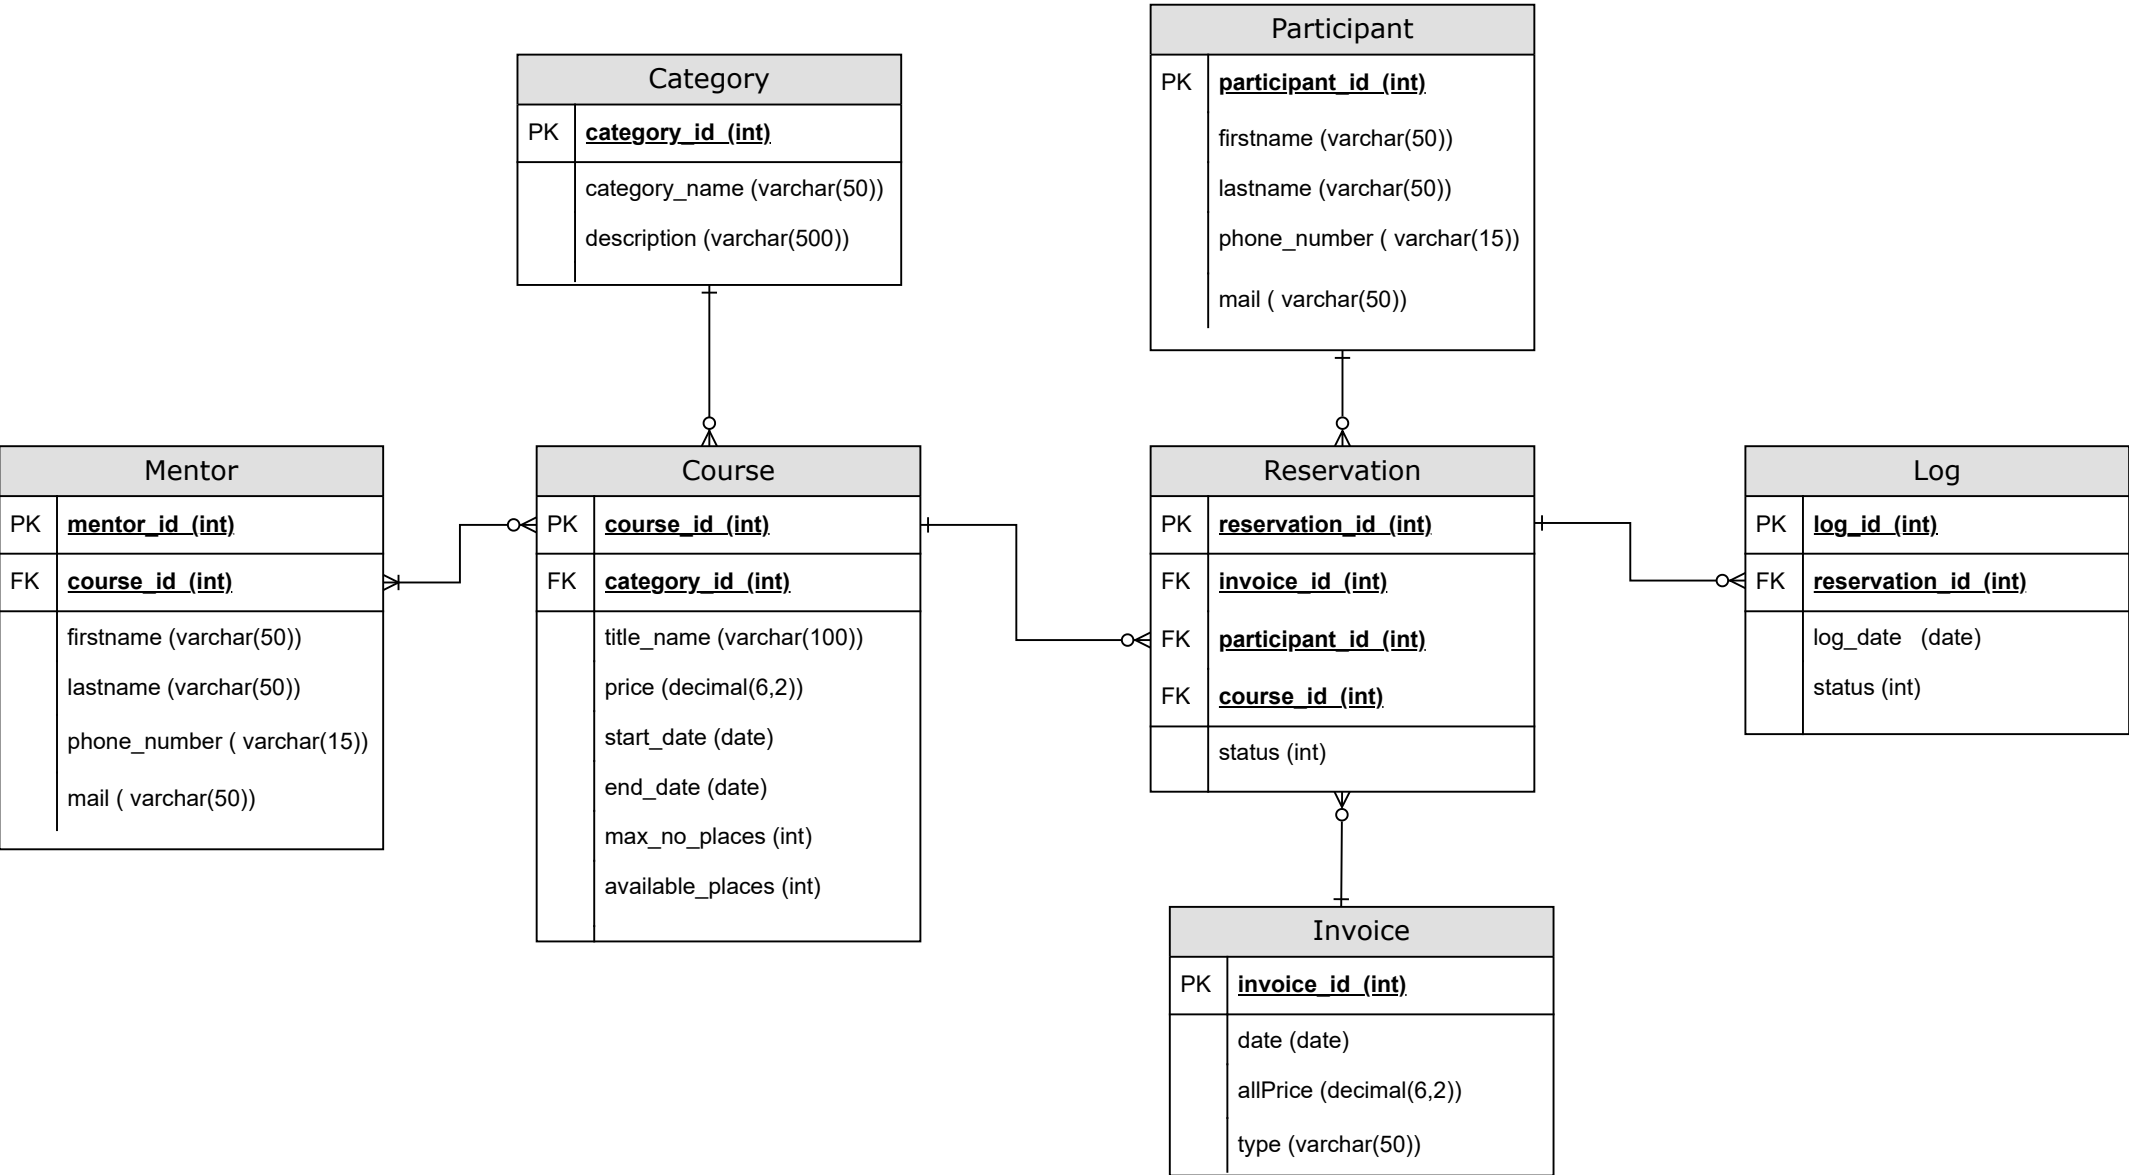 Participant
PK participant_id (int)
firstname (varchar(50))
lastname (varchar(50))
phone_number ( varchar(15))
mail ( varchar(50))
Category
PK category_id (int)
category_name (varchar(50))
description (varchar(500))
Mentor
PK mentor_id (int)
FK course_id (int)
firstname (varchar(50))
lastname (varchar(50))
phone_number ( varchar(15))
mail ( varchar(50))
Course
PK course_id (int)
FK category_id (int)
title_name (varchar(100))
price (decimal(6,2))
start_date (date)
end_date (date)
max_no_places (int)
available_places (int)
Reservation
PK reservation_id (int)
FK invoice_id (int)
FK participant_id (int)
FK course_id (int)
status (int)
Log
PK log_id (int)
FK reservation_id (int)
log_date (date)
status (int)
Invoice
PK invoice_id (int)
date (date)
allPrice (decimal(6,2))
type (varchar(50))